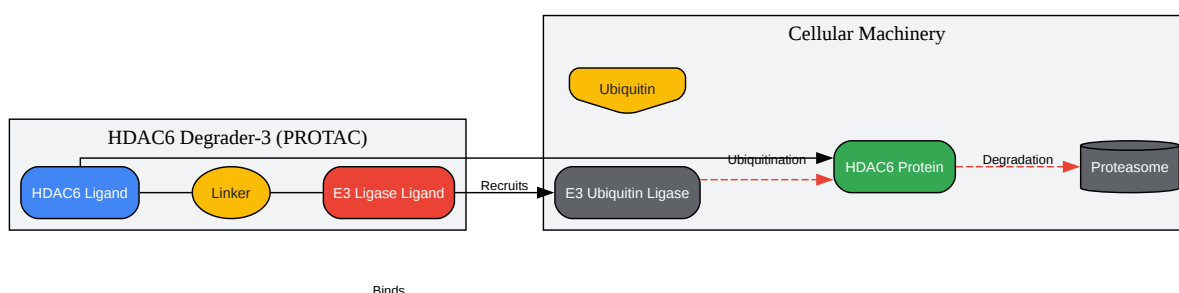 Cellular Machinery
Ubiquitin
HDAC6 Degrader-3 (PROTAC)
HDAC6 Ligand
Linker
E3 Ligase Ligand
Recruits
E3 Ubiquitin Ligase
Ubiquitination
HDAC6 Protein
Degradation
Proteasome
Binds